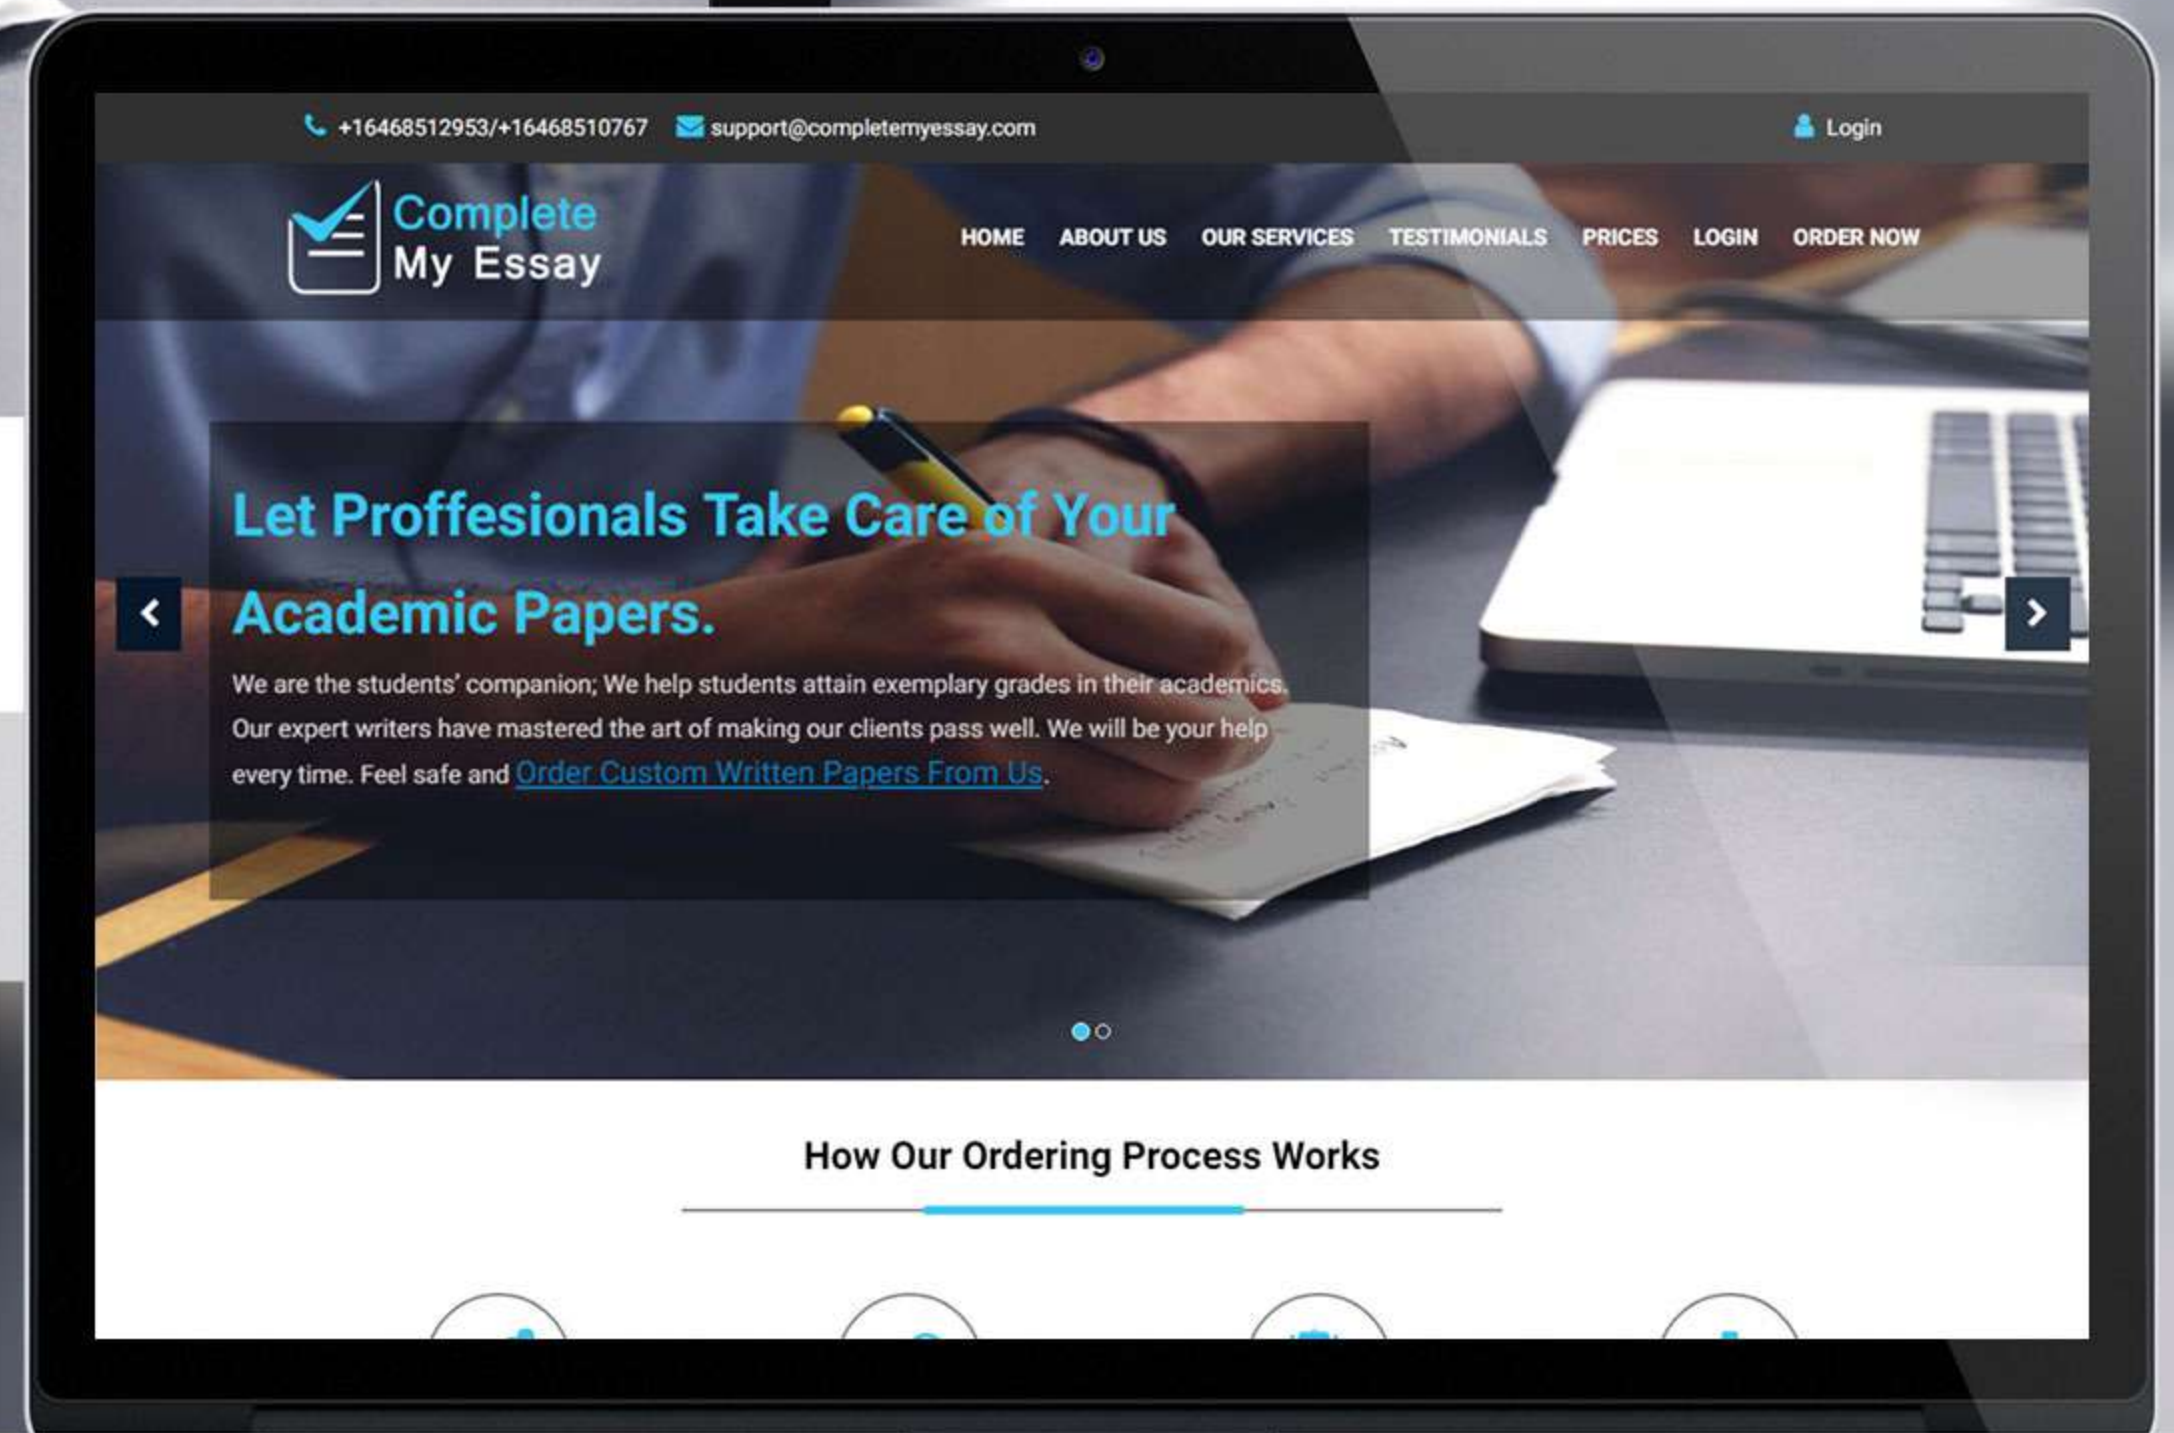 +16468512953/+16468510767 support@completemyessay.com Login
Complete
My Essay
HOME ABOUT US OUR SERVICES TESTIMONIALS PRICES LOGIN ORDER NOW
Let Proffesionals Take Care of Your
Academic Papers.
We are the students' companion; We help students attain exemplary grades in their academics.
Our expert writers have mastered the art of making our clients pass well. We will be your help
every time. Feel safe and Order Custom Written Papers From Us.
How Our Ordering Process Works